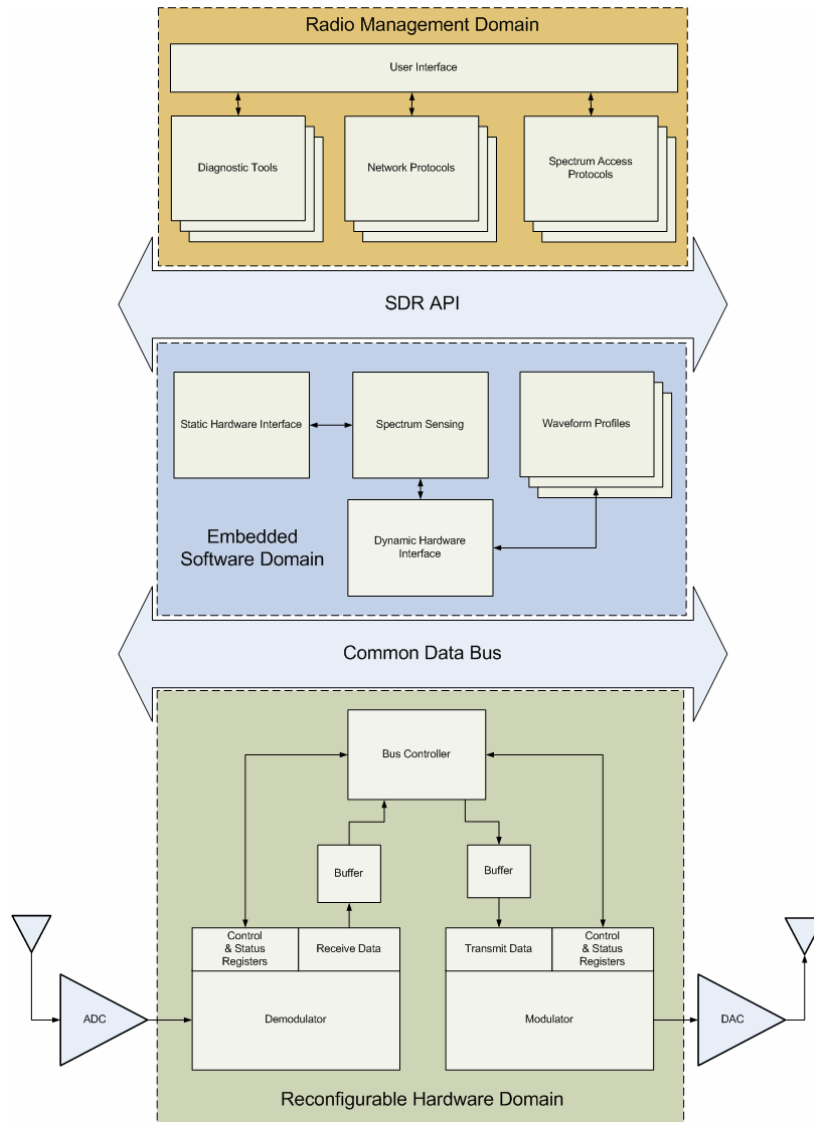 Radio Management Domain
User Interface
Diagnostic Tools
Network Protocols
Spectrum Access
Protocols
SDR API
Static Hardware Interface
Spectrum Sensing
Waveform Profiles
Embedded
Software Domain
Dynamic Hardware
Interface
Common Data Bus
Bus Controller
Buffer
Buffer
Control
& Status
Registers
Receive Data
Transmit Data
Control
& Status
Registers
ADC
Demodulator
Modulator
DAC
Reconfigurable Hardware Domain